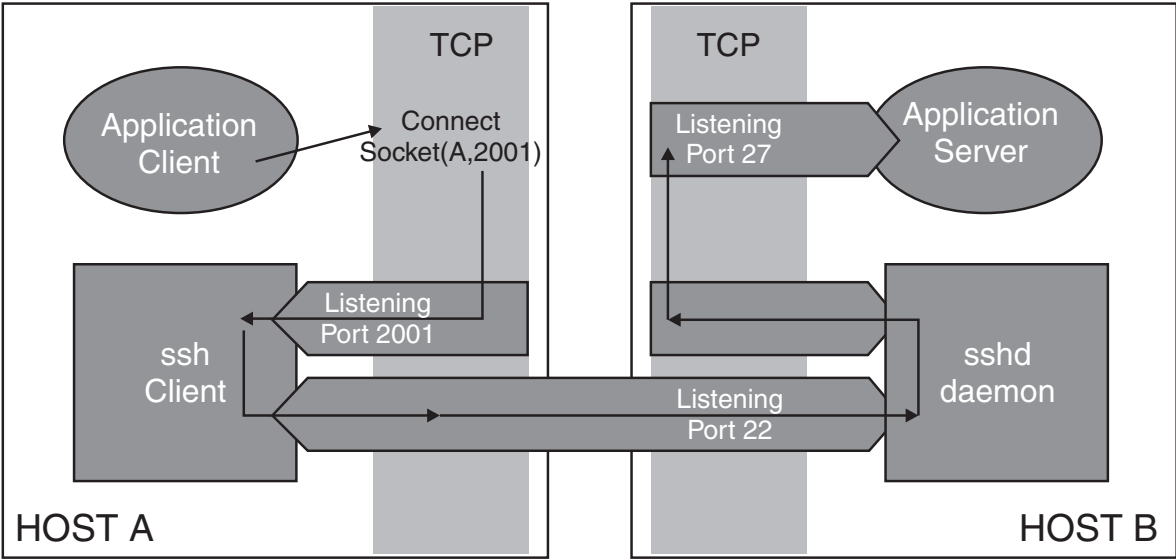 TCP
Application
Client
Connect
Socket(A,2001)
Listening
Port 2001
ssh
Client
HOST A
TCP
Listening
Port 27
Application
Server
Listening
Port 22
sshd
daemon
HOST B